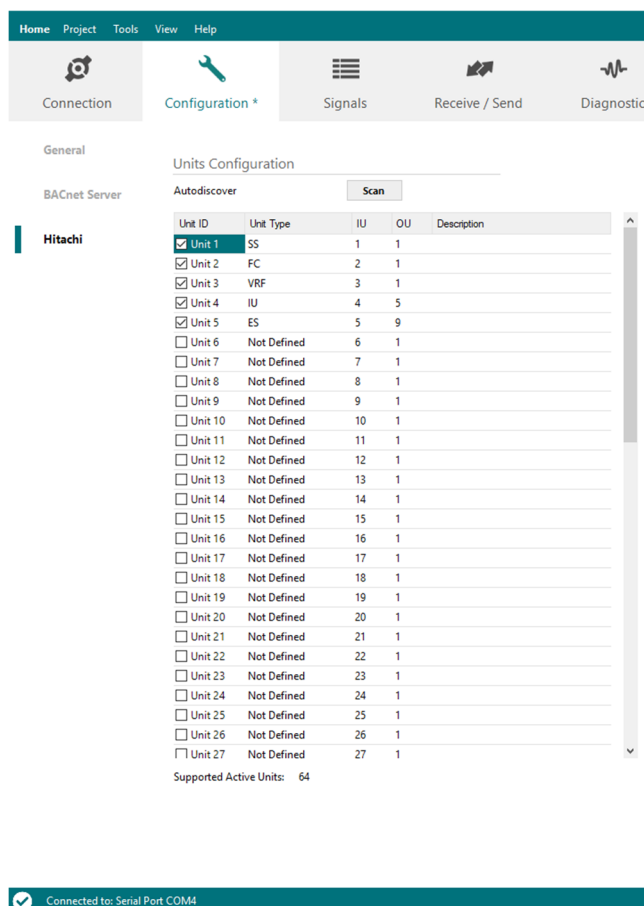 Home Project Tools View Help
Connection Configuration * Signals Receive / Send Diagnostic
General
BACnet Server
Hitachi
Units Configuration
Autodiscover Scan
Unit ID Unit Type IU OU Description
Unit 1 SS 1 1
Unit 2 FC 2 1
Unit 3 VRF 3 1
Unit 4 IU 4 5
Unit 5 ES 5 9
Unit 6 Not Defined 6 1
Unit 7 Not Defined 7 1
Unit 8 Not Defined 8 1
Unit 9 Not Defined 9 1
Unit 10 Not Defined 10 1
Unit 11 Not Defined 11 1
Unit 12 Not Defined 12 1
Unit 13 Not Defined 13 1
Unit 14 Not Defined 14 1
Unit 15 Not Defined 15 1
Unit 16 Not Defined 16 1
Unit 17 Not Defined 17 1
Unit 18 Not Defined 18 1
Unit 19 Not Defined 19 1
Unit 20 Not Defined 20 1
Unit 21 Not Defined 21 1
Unit 22 Not Defined 22 1
Unit 23 Not Defined 23 1
Unit 24 Not Defined 24 1
Unit 25 Not Defined 25 1
Unit 26 Not Defined 26 1
Unit 27 Not Defined 27 1
Supported Active Units: 64
Connected to: Serial Port COM4